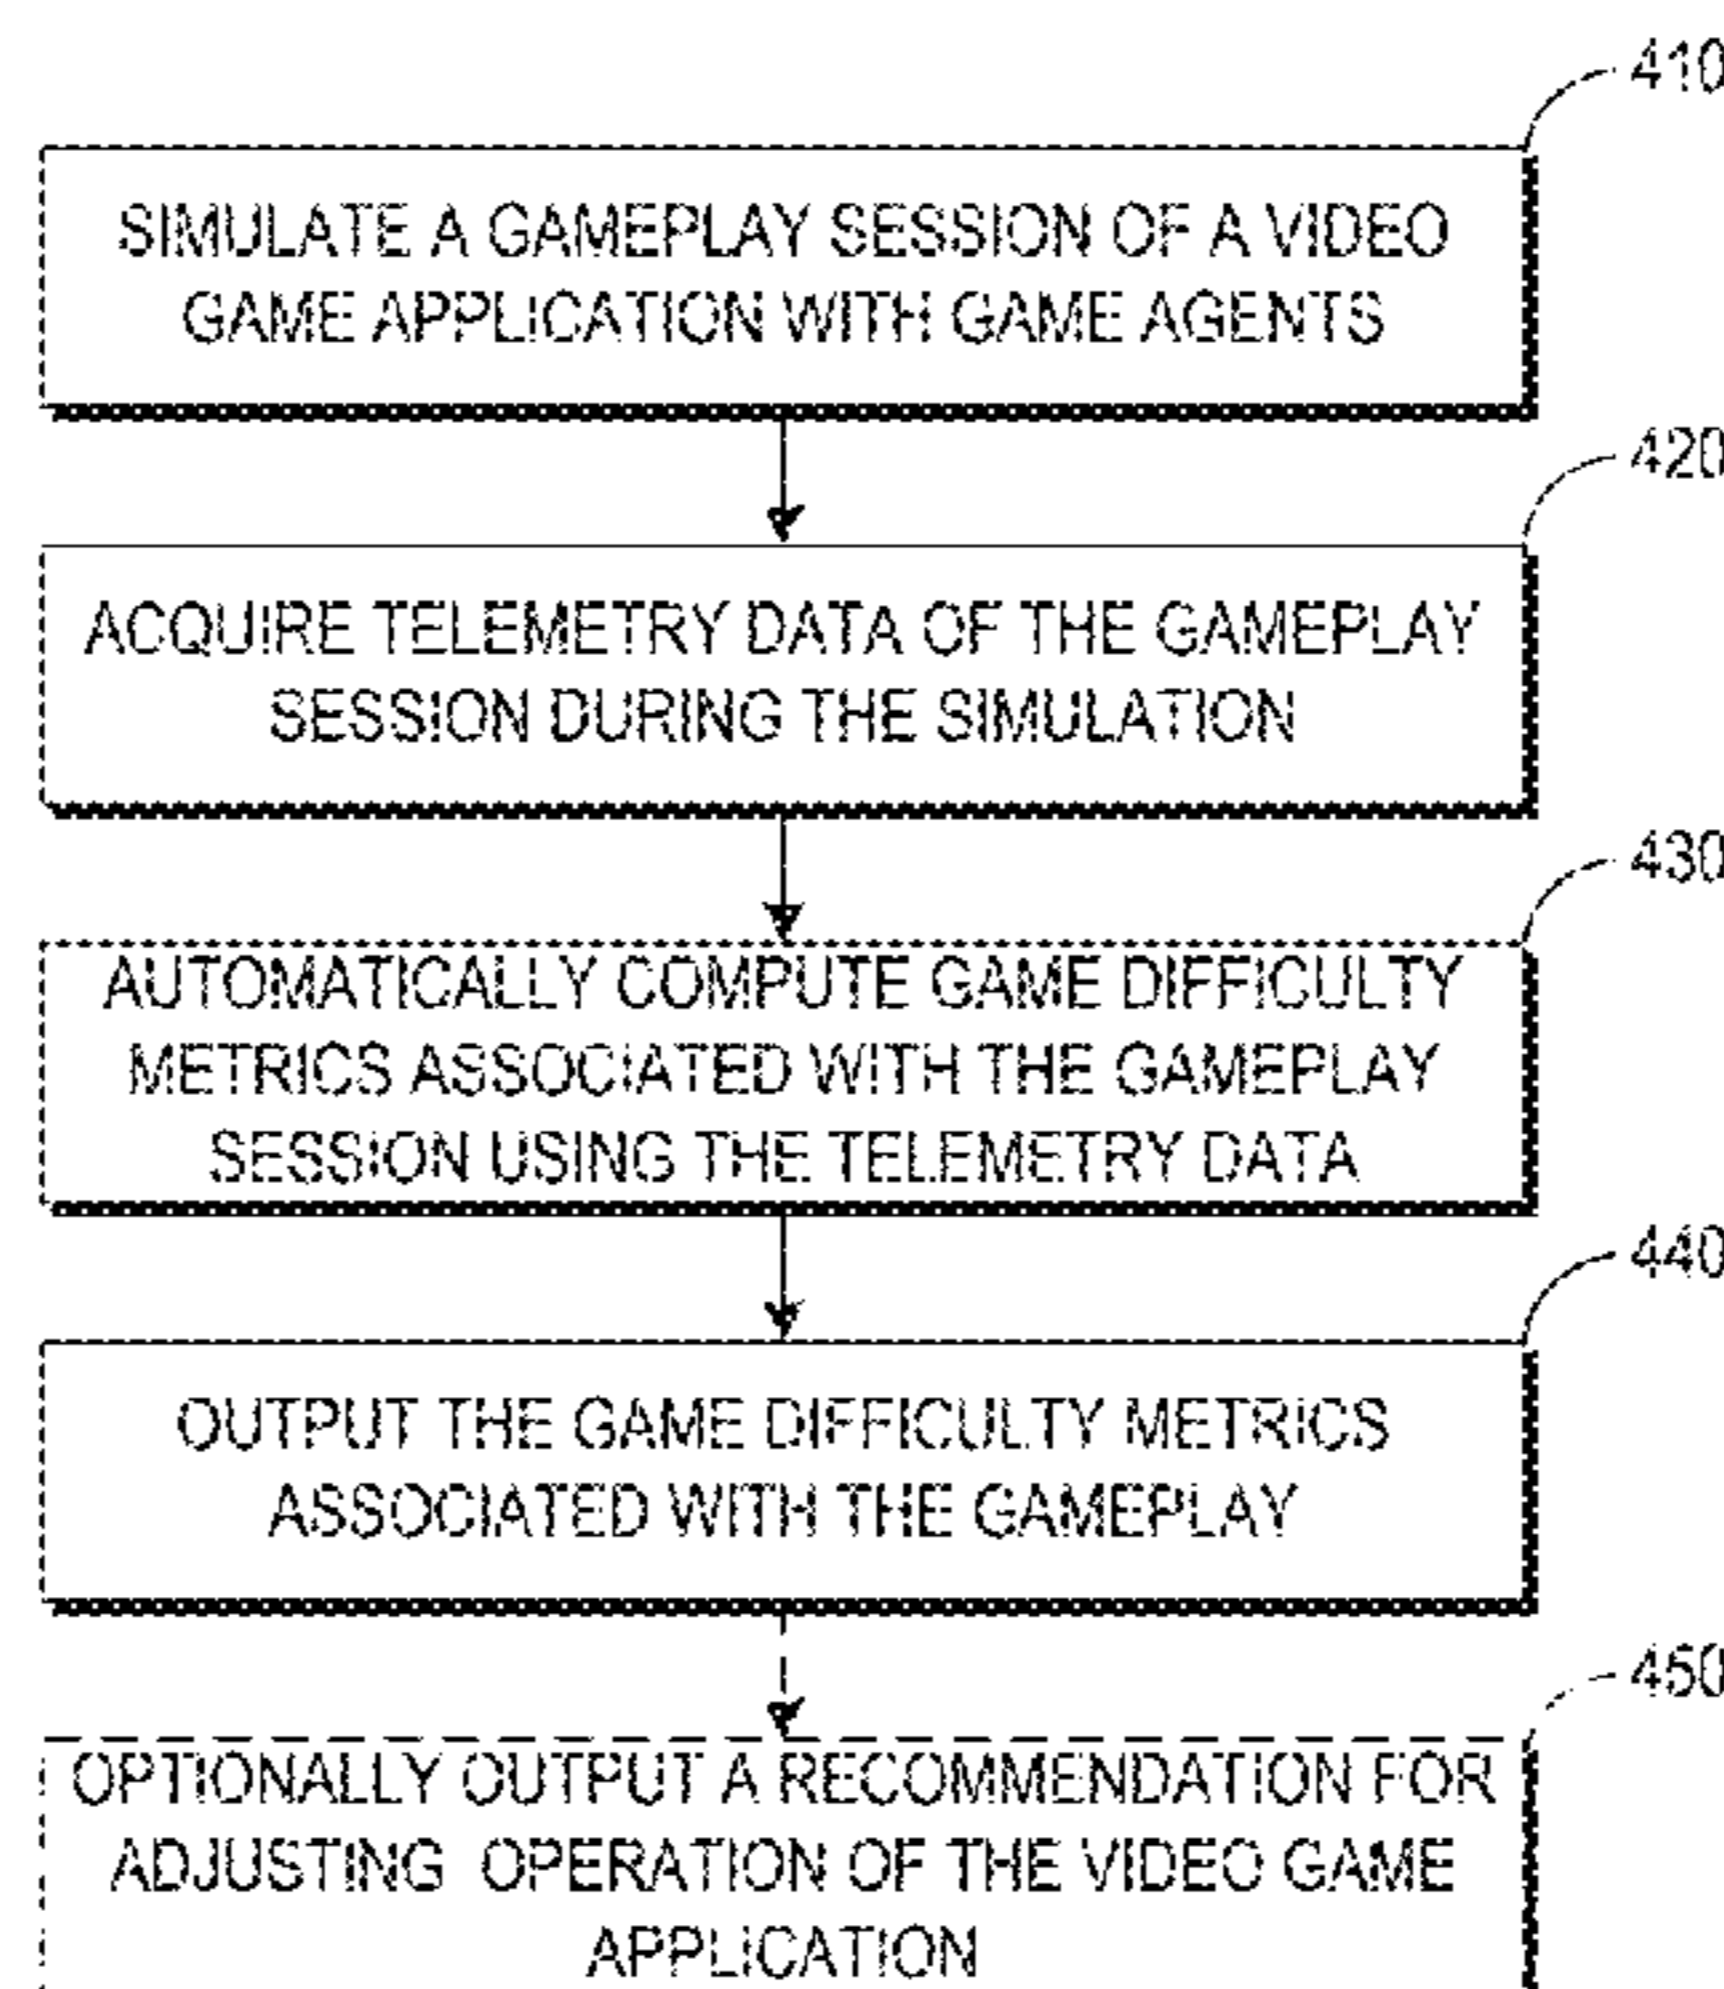 410
SIMULATE A GAMEPLAY SESSION OF A VIDEO
GAME APPLICATION WITH GAME AGENTS
420
ACQUIRE TELEMETRY DATA OF THE GAMEPLAY
SESSION DURING THE SIMULATION
430
AUTOMATICALLY COMPUTE GAME DIFFICULTY
METRICS ASSOCIATED WITH THE GAMEPLAY
SESSION USING THE TELEMETRY DATA
440
OUTPUT THE GAME DIFFICULTY METRICS
ASSOCIATED WITH THE GAMEPLAY
450
OPTIONALLY OUTPUT A RECOMMENDATION FOR
ADJUSTING OPERATION OF THE VIDEO GAME
APPLICATION